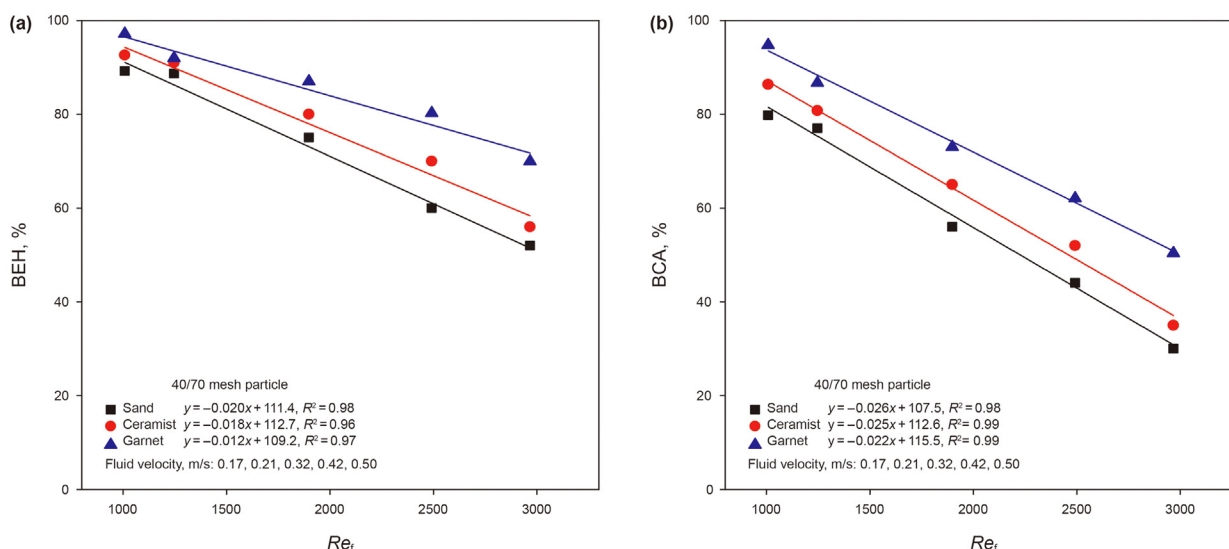 (a)
100
80
60
40
20
0
BEH, %
40/70 mesh particle
Sand y = −0.020x + 111.4, R² = 0.98
Ceramist y = −0.018x + 112.7, R² = 0.96
Garnet y = −0.012x + 109.2, R² = 0.97
Fluid velocity, m/s: 0.17, 0.21, 0.32, 0.42, 0.50
1000 1500 2000 2500 3000
Re_f
(b)
100
80
60
40
20
0
BCA, %
40/70 mesh particle
Sand y = −0.026x + 107.5, R² = 0.98
Ceramist y = −0.025x + 112.6, R² = 0.99
Garnet y = −0.022x + 115.5, R² = 0.99
Fluid velocity, m/s: 0.17, 0.21, 0.32, 0.42, 0.50
1000 1500 2000 2500 3000
Re_f